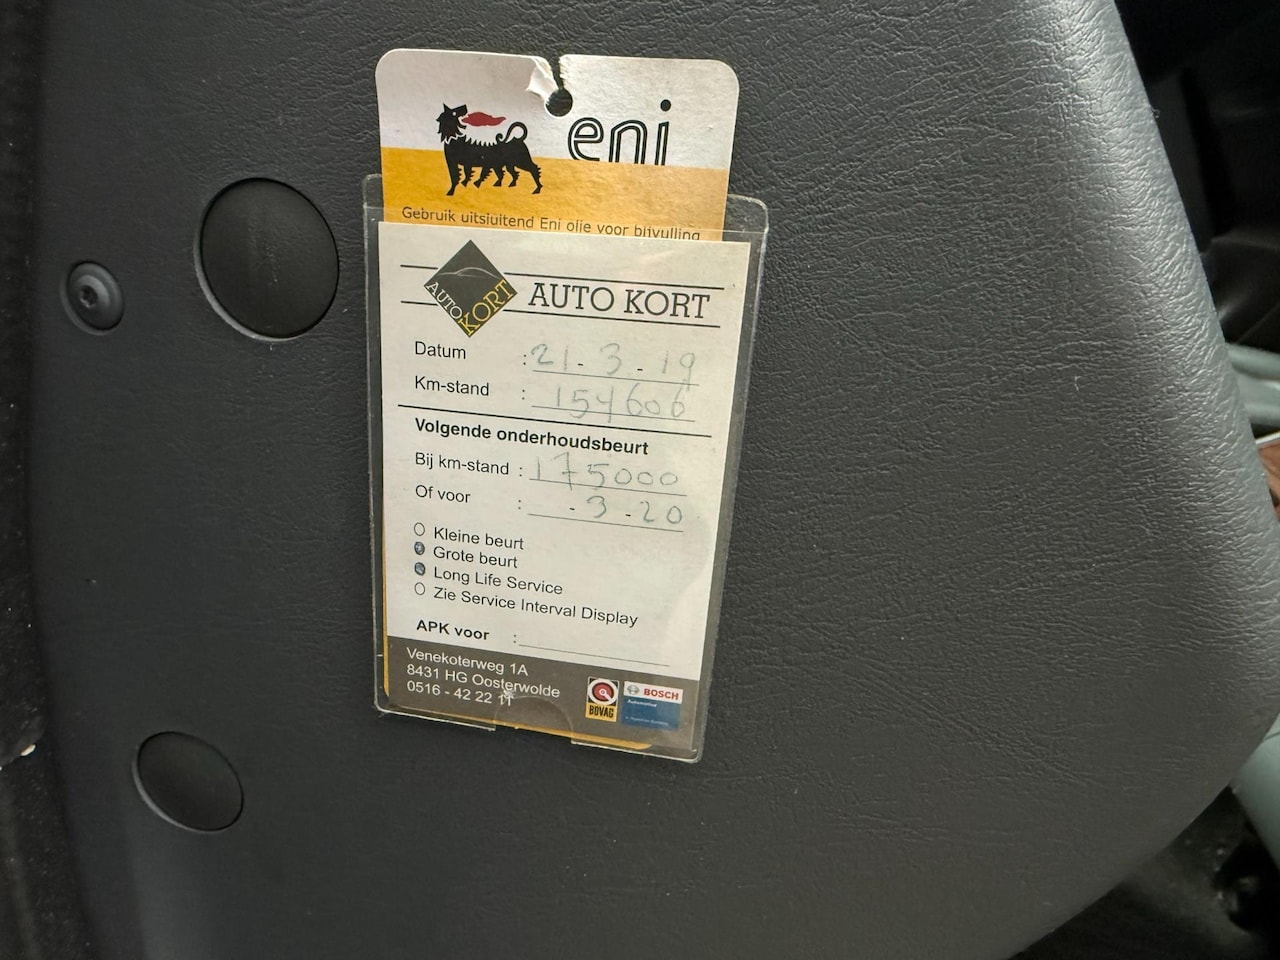 eni
Gebruik uitsluitend Eni olie voor bijvulling
AUTO KORT
AUTO KORT
Datum : 21-3-19
Km-stand : 154606
Volgende onderhoudsbeurt
Bij km-stand : 175000
Of voor : -3-20
Kleine beurt
Grote beurt
Long Life Service
Zie Service Interval Display
APK voor :
Venekoterweg 1A
8431 HG Oosterwolde
0516 - 42 22 11
BOVAG
BOSCH